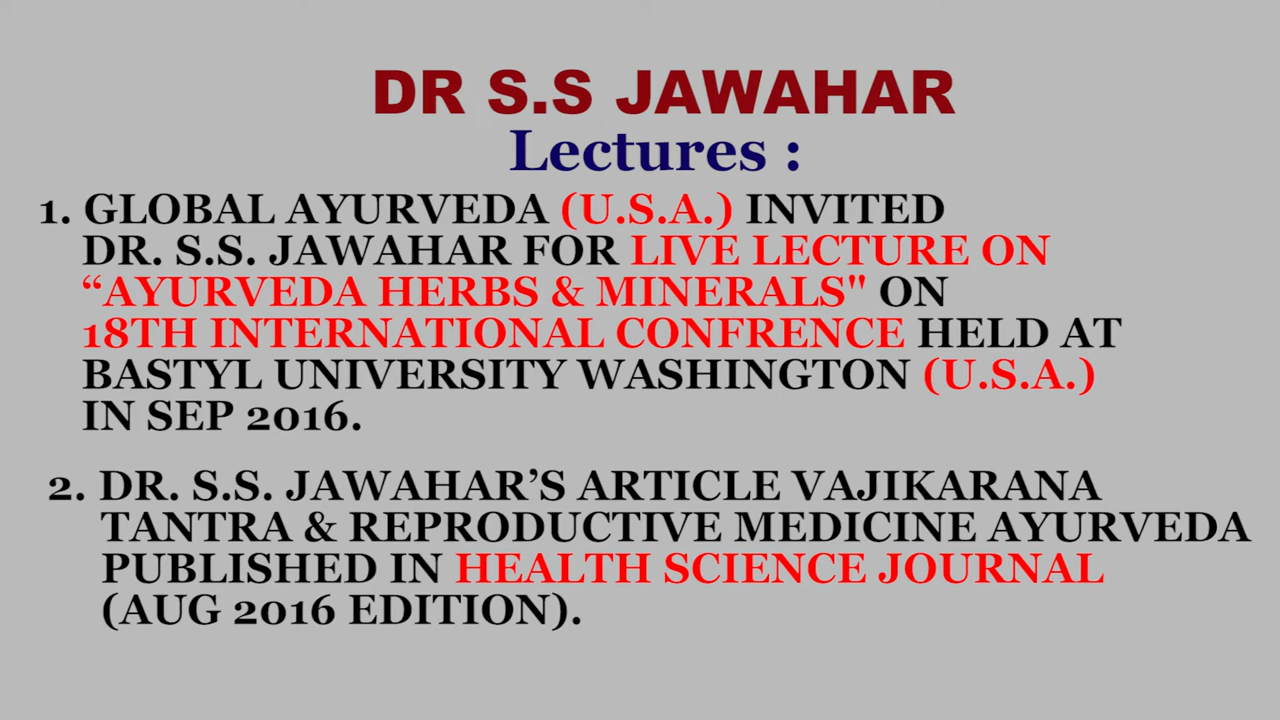 DR S.S JAWAHAR
Lectures :
1. GLOBAL AYURVEDA (U.S.A.) INVITED
DR. S.S. JAWAHAR FOR LIVE LECTURE ON
“AYURVEDA HERBS & MINERALS" ON
18TH INTERNATIONAL CONFRENCE HELD AT
BASTYL UNIVERSITY WASHINGTON (U.S.A.)
IN SEP 2016.
2. DR. S.S. JAWAHAR’S ARTICLE VAJIKARANA
TANTRA & REPRODUCTIVE MEDICINE AYURVEDA
PUBLISHED IN HEALTH SCIENCE JOURNAL
(AUG 2016 EDITION).